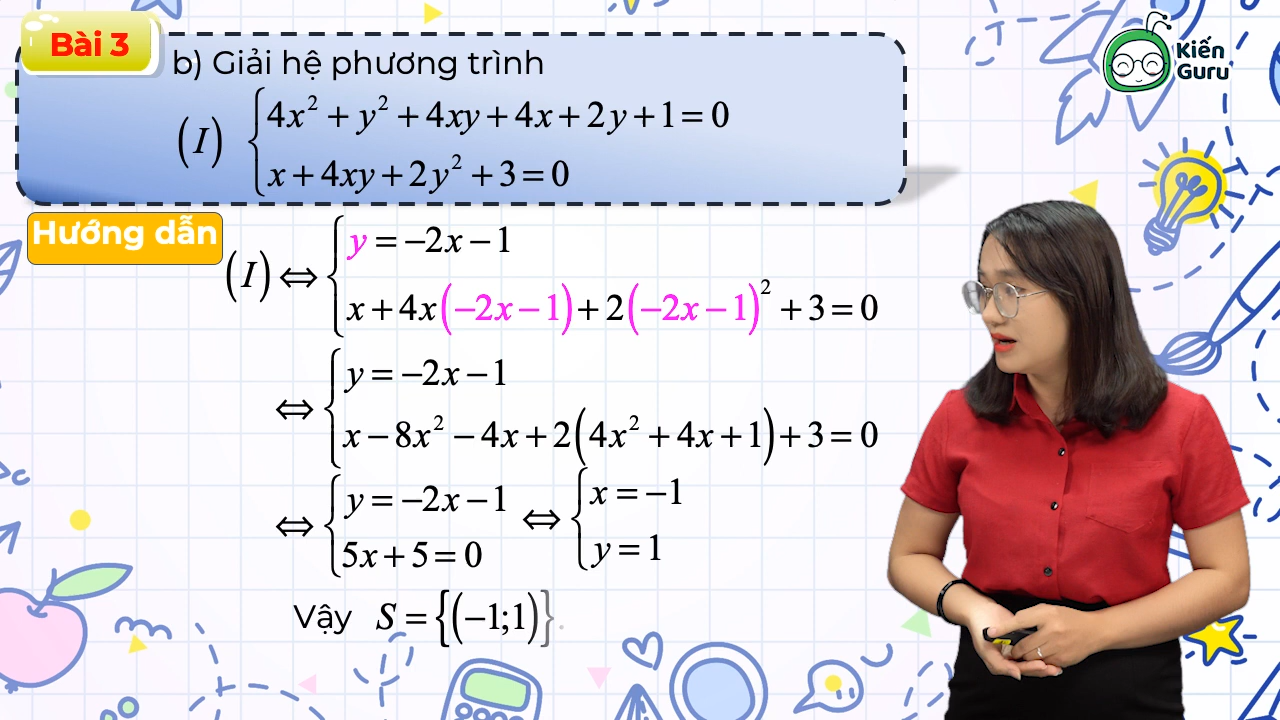 Bài 3
b) Giải hệ phương trình
(I) { 4x² + y² + 4xy + 4x + 2y + 1 = 0
x + 4xy + 2y² + 3 = 0
Kiến
Guru
Hướng dẫn
(I) ⇔ { y = −2x − 1
x + 4x(−2x − 1) + 2(−2x − 1)² + 3 = 0
⇔ { y = −2x − 1
x − 8x² − 4x + 2(4x² + 4x + 1) + 3 = 0
⇔ { y = −2x − 1 ⇔ { x = −1
5x + 5 = 0 y = 1
Vậy S = {(−1;1)}.